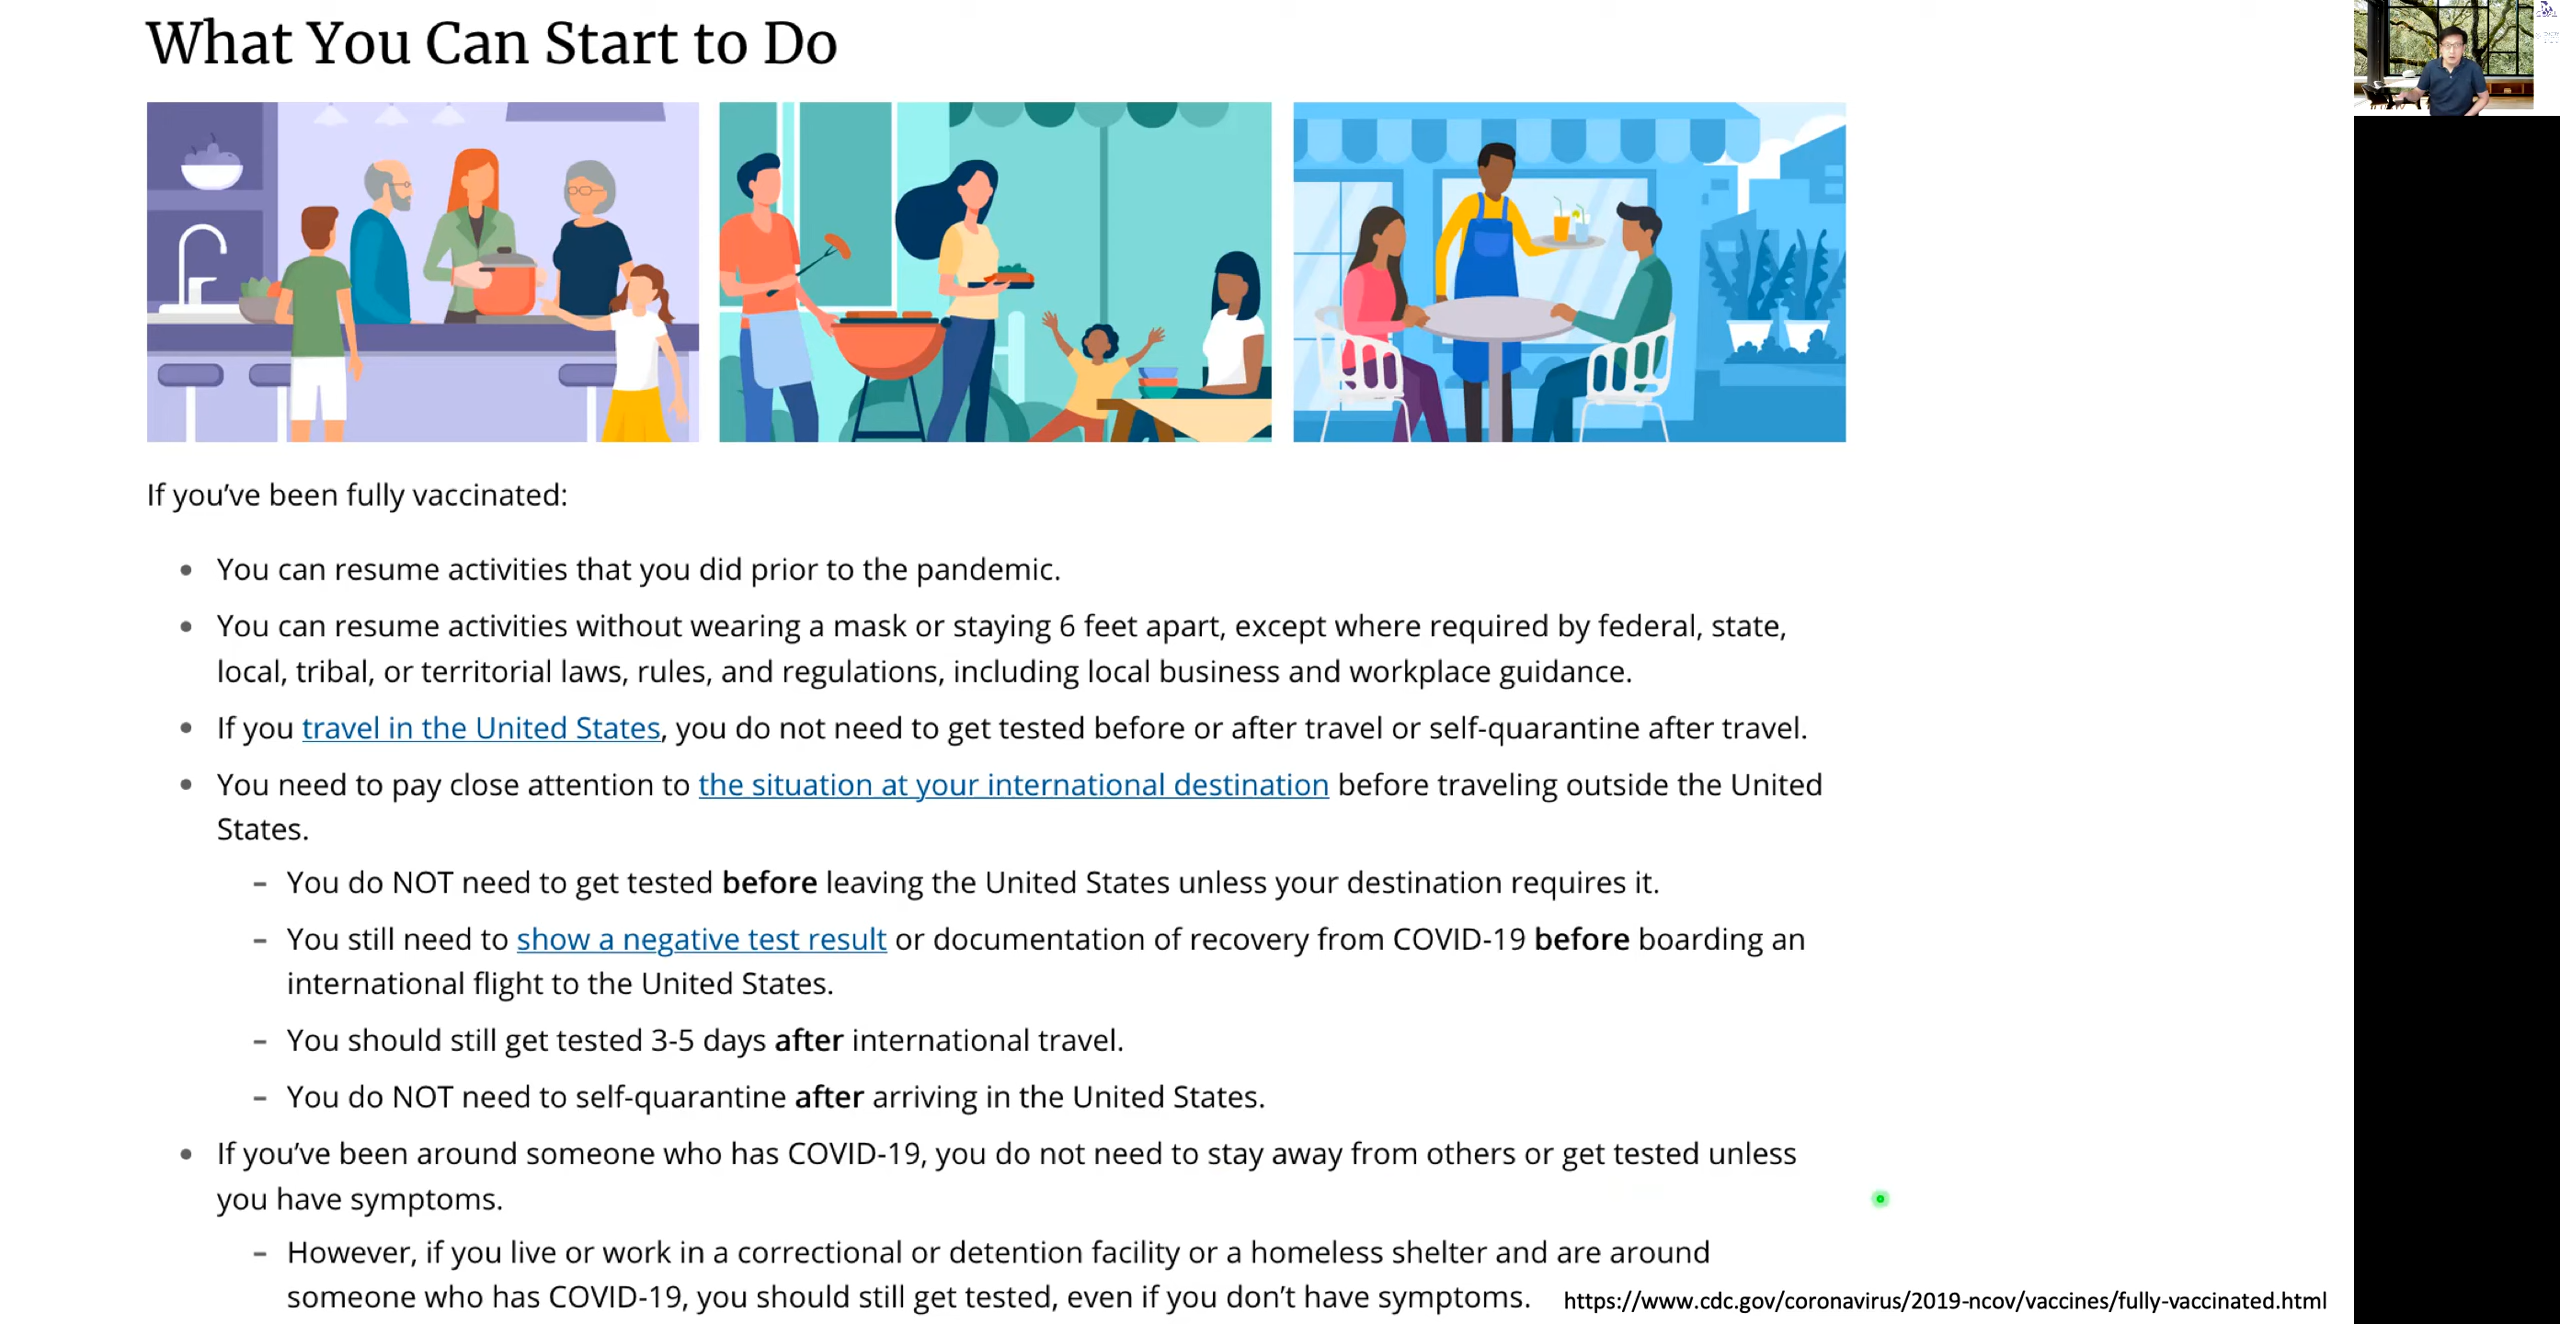 What You Can Start to Do
If you’ve been fully vaccinated:
• You can resume activities that you did prior to the pandemic.
• You can resume activities without wearing a mask or staying 6 feet apart, except where required by federal, state,
local, tribal, or territorial laws, rules, and regulations, including local business and workplace guidance.
• If you travel in the United States, you do not need to get tested before or after travel or self-quarantine after travel.
• You need to pay close attention to the situation at your international destination before traveling outside the United
States.
– You do NOT need to get tested before leaving the United States unless your destination requires it.
– You still need to show a negative test result or documentation of recovery from COVID-19 before boarding an
international flight to the United States.
– You should still get tested 3-5 days after international travel.
– You do NOT need to self-quarantine after arriving in the United States.
• If you’ve been around someone who has COVID-19, you do not need to stay away from others or get tested unless
you have symptoms.
– However, if you live or work in a correctional or detention facility or a homeless shelter and are around
someone who has COVID-19, you should still get tested, even if you don’t have symptoms.
https://www.cdc.gov/coronavirus/2019-ncov/vaccines/fully-vaccinated.html